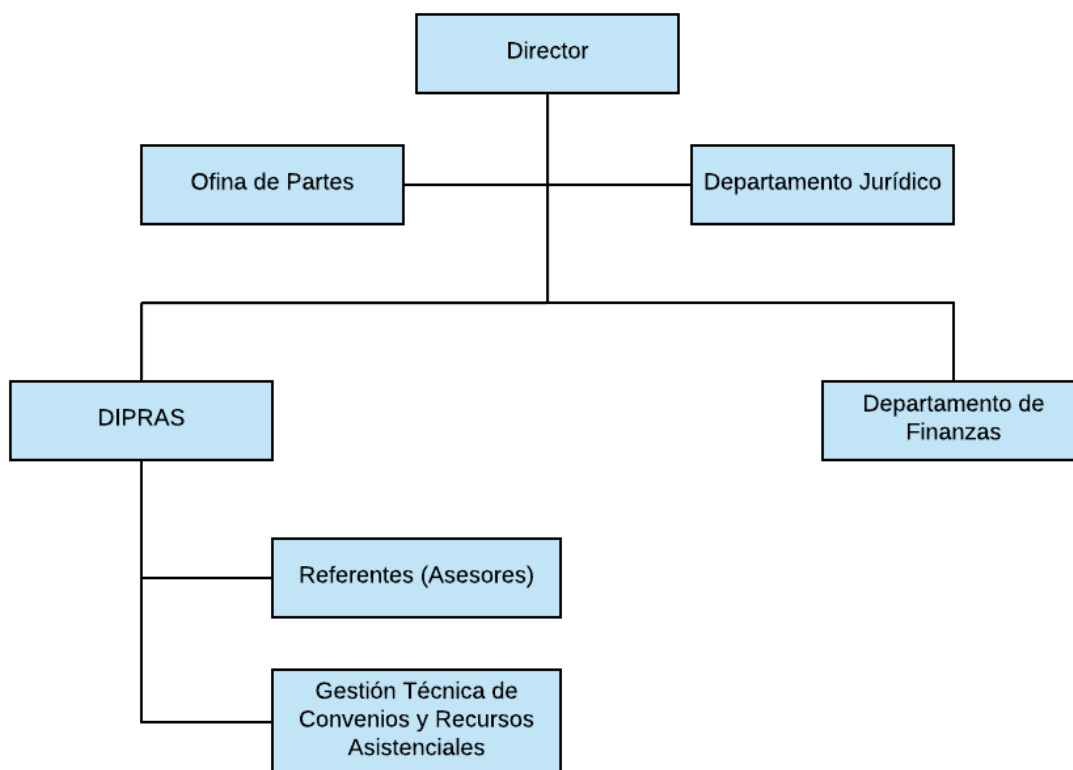 Director
Ofina de Partes
Departamento Jurídico
DIPRAS
Departamento de
Finanzas
Referentes (Asesores)
Gestión Técnica de
Convenios y Recursos
Asistenciales